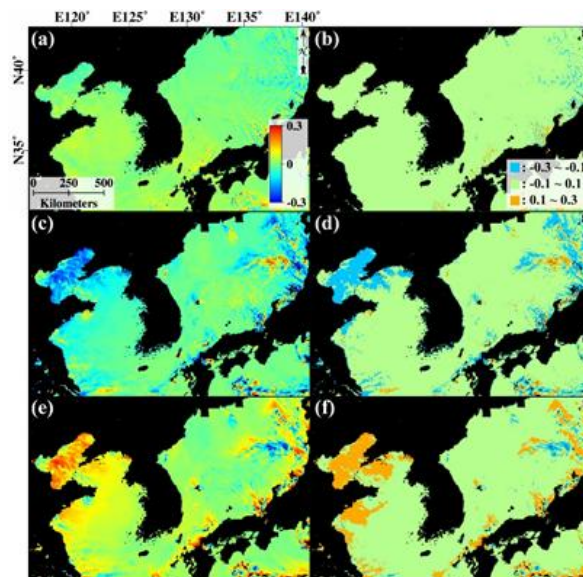 E120° E125° E130° E135° E140°
(a) (b)
N40°
N35°
0.3
0
-0.3
0 250 500
Kilometers
: -0.3 ~ -0.1
: -0.1 ~ 0.1
: 0.1 ~ 0.3
(c) (d)
(e) (f)